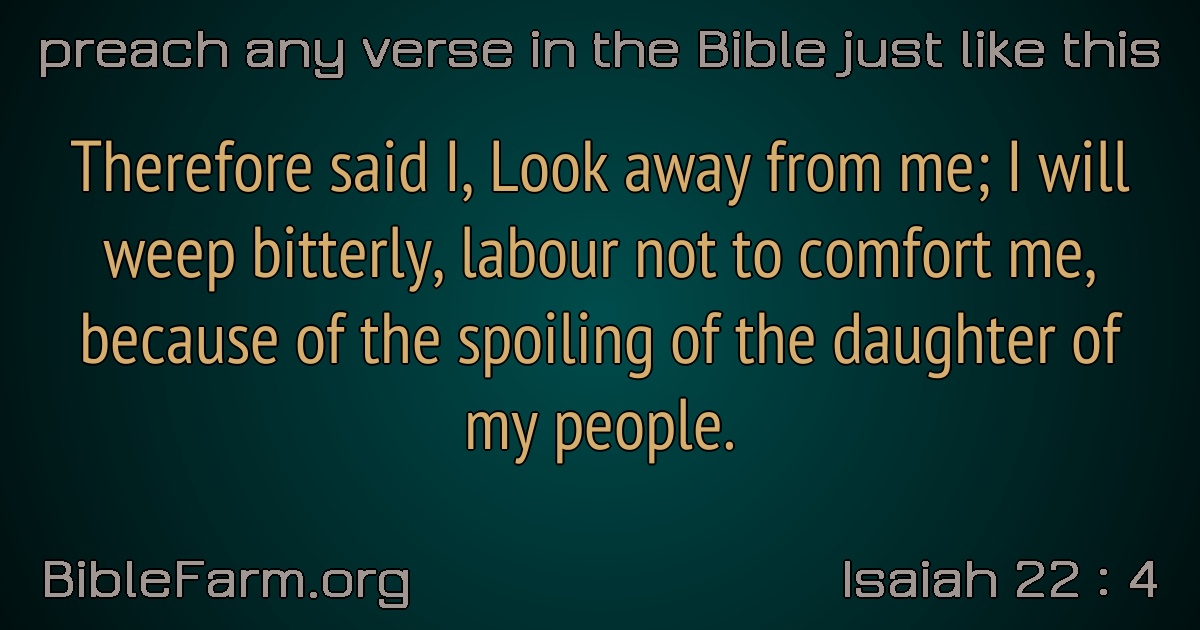 preach any verse in the Bible just like this
Therefore said I, Look away from me; I will
weep bitterly, labour not to comfort me,
because of the spoiling of the daughter of
my people.
BibleFarm.org
Isaiah 22 : 4